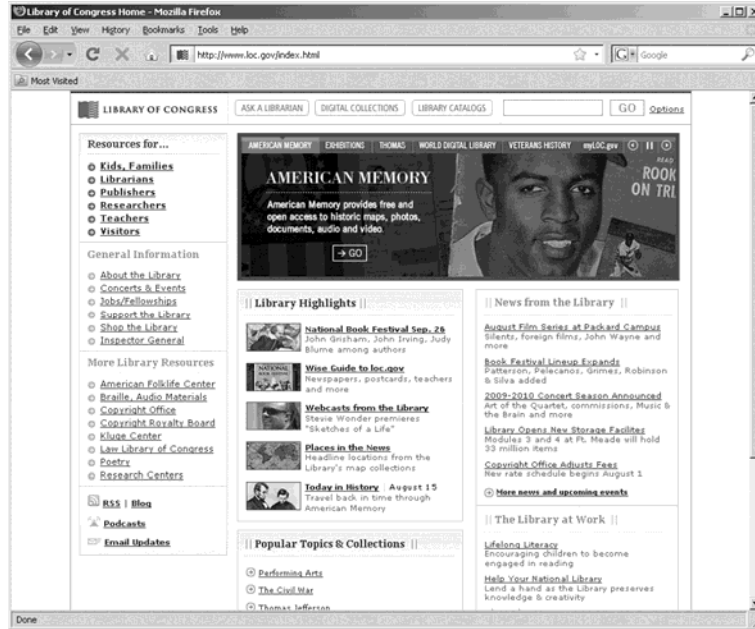 Library of Congress Home - Mozilla Firefox
File Edit View History Bookmarks Tools Help
http://www.loc.gov/index.html
Google
Most Visited
LIBRARY OF CONGRESS
ASK A LIBRARIAN
DIGITAL COLLECTIONS
LIBRARY CATALOGS
GO
Options
Resources for...
Kids, Families
Librarians
Publishers
Researchers
Teachers
Visitors
General Information
About the Library
Concerts & Events
Jobs/Fellowships
Support the Library
Shop the Library
Inspector General
More Library Resources
American Folklife Center
Braille, Audio Materials
Copyright Office
Copyright Royalty Board
Kluge Center
Law Library of Congress
Poetry
Research Centers
RSS | Blog
Podcasts
Email Updates
AMERICAN MEMORY EXHIBITIONS THOMAS WORLD DIGITAL LIBRARY VETERANS HISTORY myLOC.gov
AMERICAN MEMORY
American Memory provides free and
open access to historic maps, photos,
documents, audio and video.
→ GO
READ
ROOK
ON TRI
|| Library Highlights ||
National Book Festival Sep. 26
John Grisham, John Irving, Judy
Blume among authors
NATIONAL
Wise Guide to loc.gov
Newspapers, postcards, teachers
and more
Webcasts from the Library
Stevie Wonder premieres
"Sketches of a Life"
Places in the News
Headline locations from the
Library's map collections
Today in History | August 15
Travel back in time through
American Memory
|| Popular Topics & Collections ||
Performing Arts
The Civil War
Thomas Jefferson
|| News from the Library ||
August Film Series at Packard Campus
Silents, foreign films, John Wayne and
more
Book Festival Lineup Expands
Patterson, Pelecanos, Grimes, Robinson
& Silva added
2009-2010 Concert Season Announced
Art of the Quartet, commissions, Music &
the Brain and more
Library Opens New Storage Facilites
Modules 3 and 4 at Ft. Meade will hold
33 million items
Copyright Office Adjusts Fees
New rate schedule begins August 1
More news and upcoming events
|| The Library at Work ||
Lifelong Literacy
Encouraging children to become
engaged in reading
Help Your National Library
Lend a hand as the Library preserves
knowledge & creativity
Done